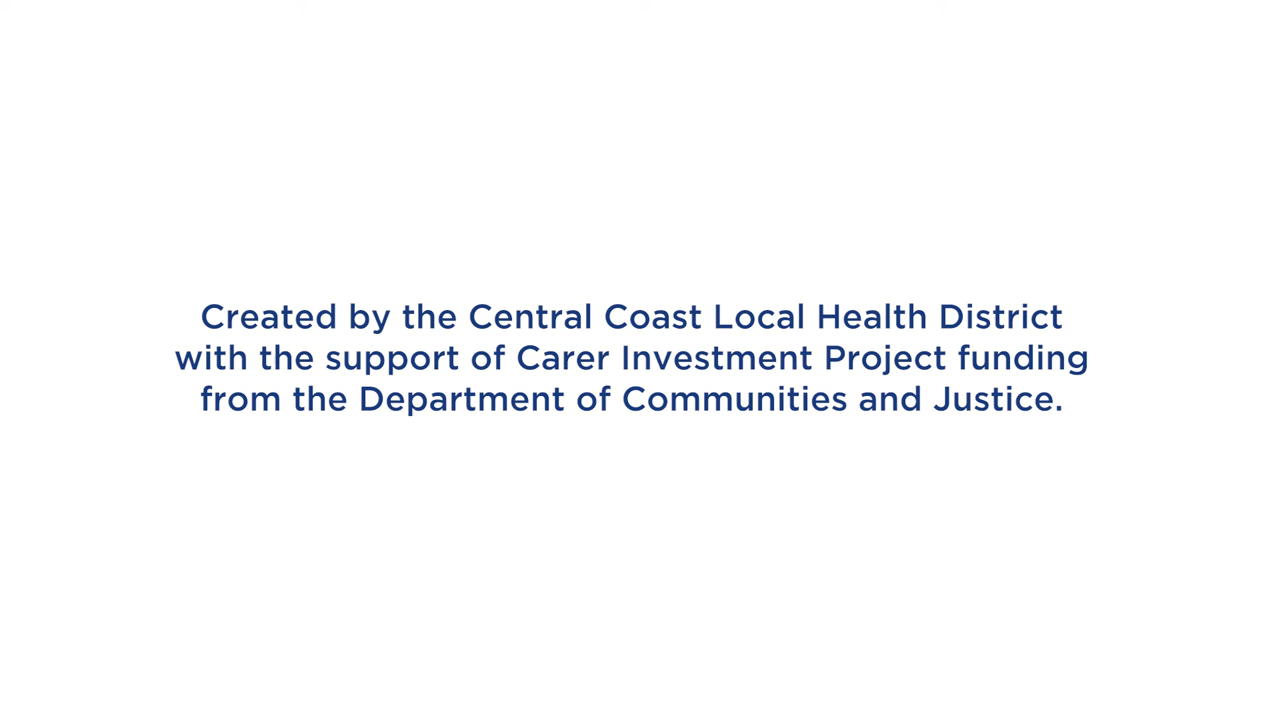 Created by the Central Coast Local Health District
with the support of Carer Investment Project funding
from the Department of Communities and Justice.